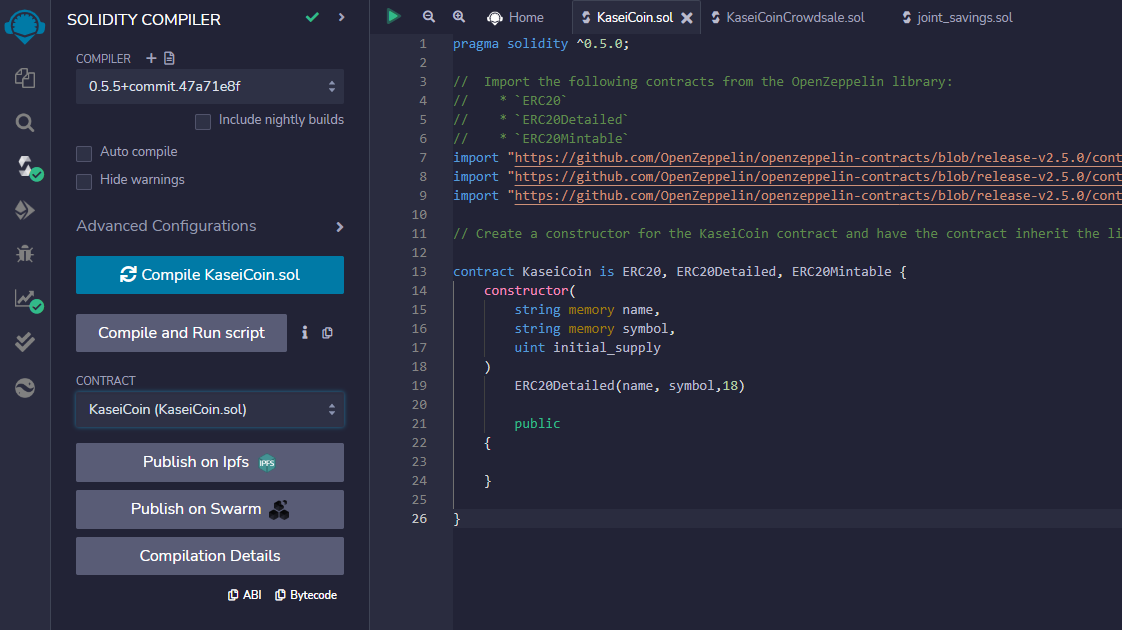 SOLIDITY COMPILER
COMPILER
0.5.5+commit.47a71e8f
Include nightly builds
Auto compile
Hide warnings
Advanced Configurations
Compile KaseiCoin.sol
Compile and Run script
CONTRACT
KaseiCoin (KaseiCoin.sol)
Publish on Ipfs IPFS
Publish on Swarm
Compilation Details
ABI Bytecode
Home KaseiCoin.sol KaseiCoinCrowdsale.sol joint_savings.sol
1 pragma solidity ^0.5.0;
2
3 //  Import the following contracts from the OpenZeppelin library:
4 //    * `ERC20`
5 //    * `ERC20Detailed`
6 //    * `ERC20Mintable`
7 import "https://github.com/OpenZeppelin/openzeppelin-contracts/blob/release-v2.5.0/cont
8 import "https://github.com/OpenZeppelin/openzeppelin-contracts/blob/release-v2.5.0/cont
9 import "https://github.com/OpenZeppelin/openzeppelin-contracts/blob/release-v2.5.0/cont
10
11 // Create a constructor for the KaseiCoin contract and have the contract inherit the li
12
13 contract KaseiCoin is ERC20, ERC20Detailed, ERC20Mintable {
14     constructor(
15         string memory name,
16         string memory symbol,
17         uint initial_supply
18     )
19         ERC20Detailed(name, symbol,18)
20
21         public
22     {
23
24     }
25
26 }